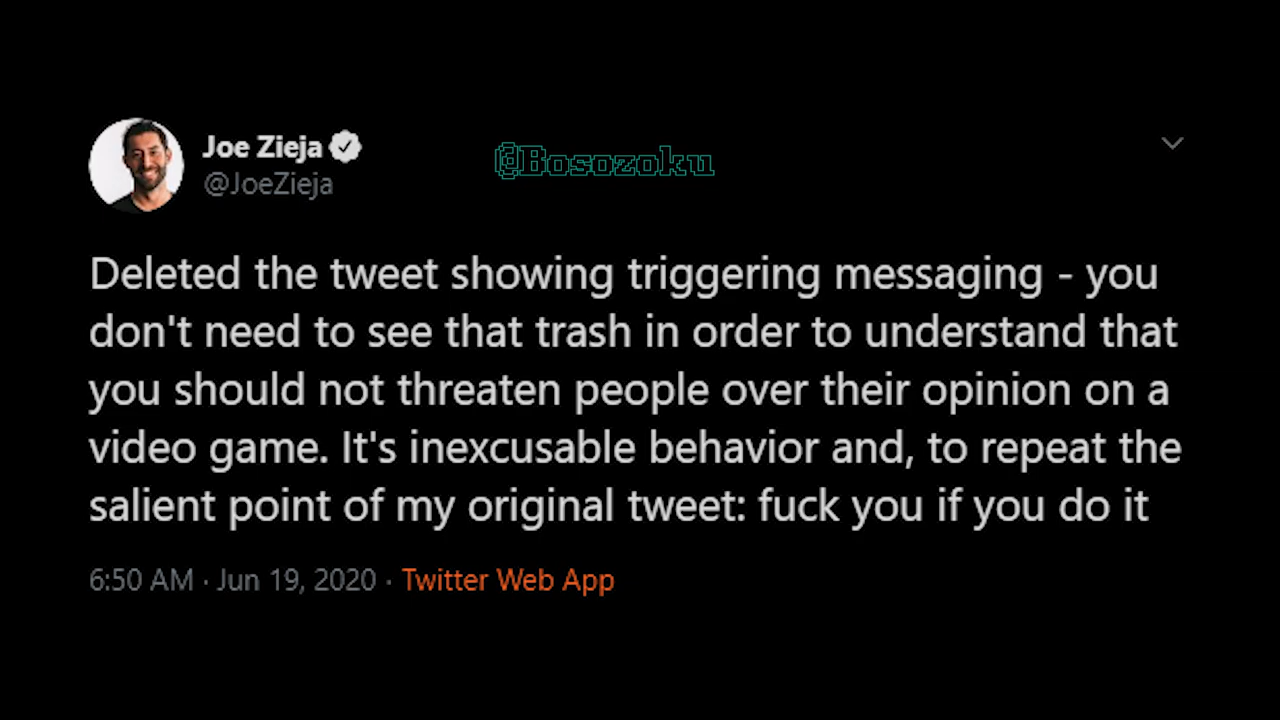 Joe Zieja
@JoeZieja
@Bosozoku
Deleted the tweet showing triggering messaging - you
don't need to see that trash in order to understand that
you should not threaten people over their opinion on a
video game. It's inexcusable behavior and, to repeat the
salient point of my original tweet: fuck you if you do it
6:50 AM · Jun 19, 2020 · Twitter Web App